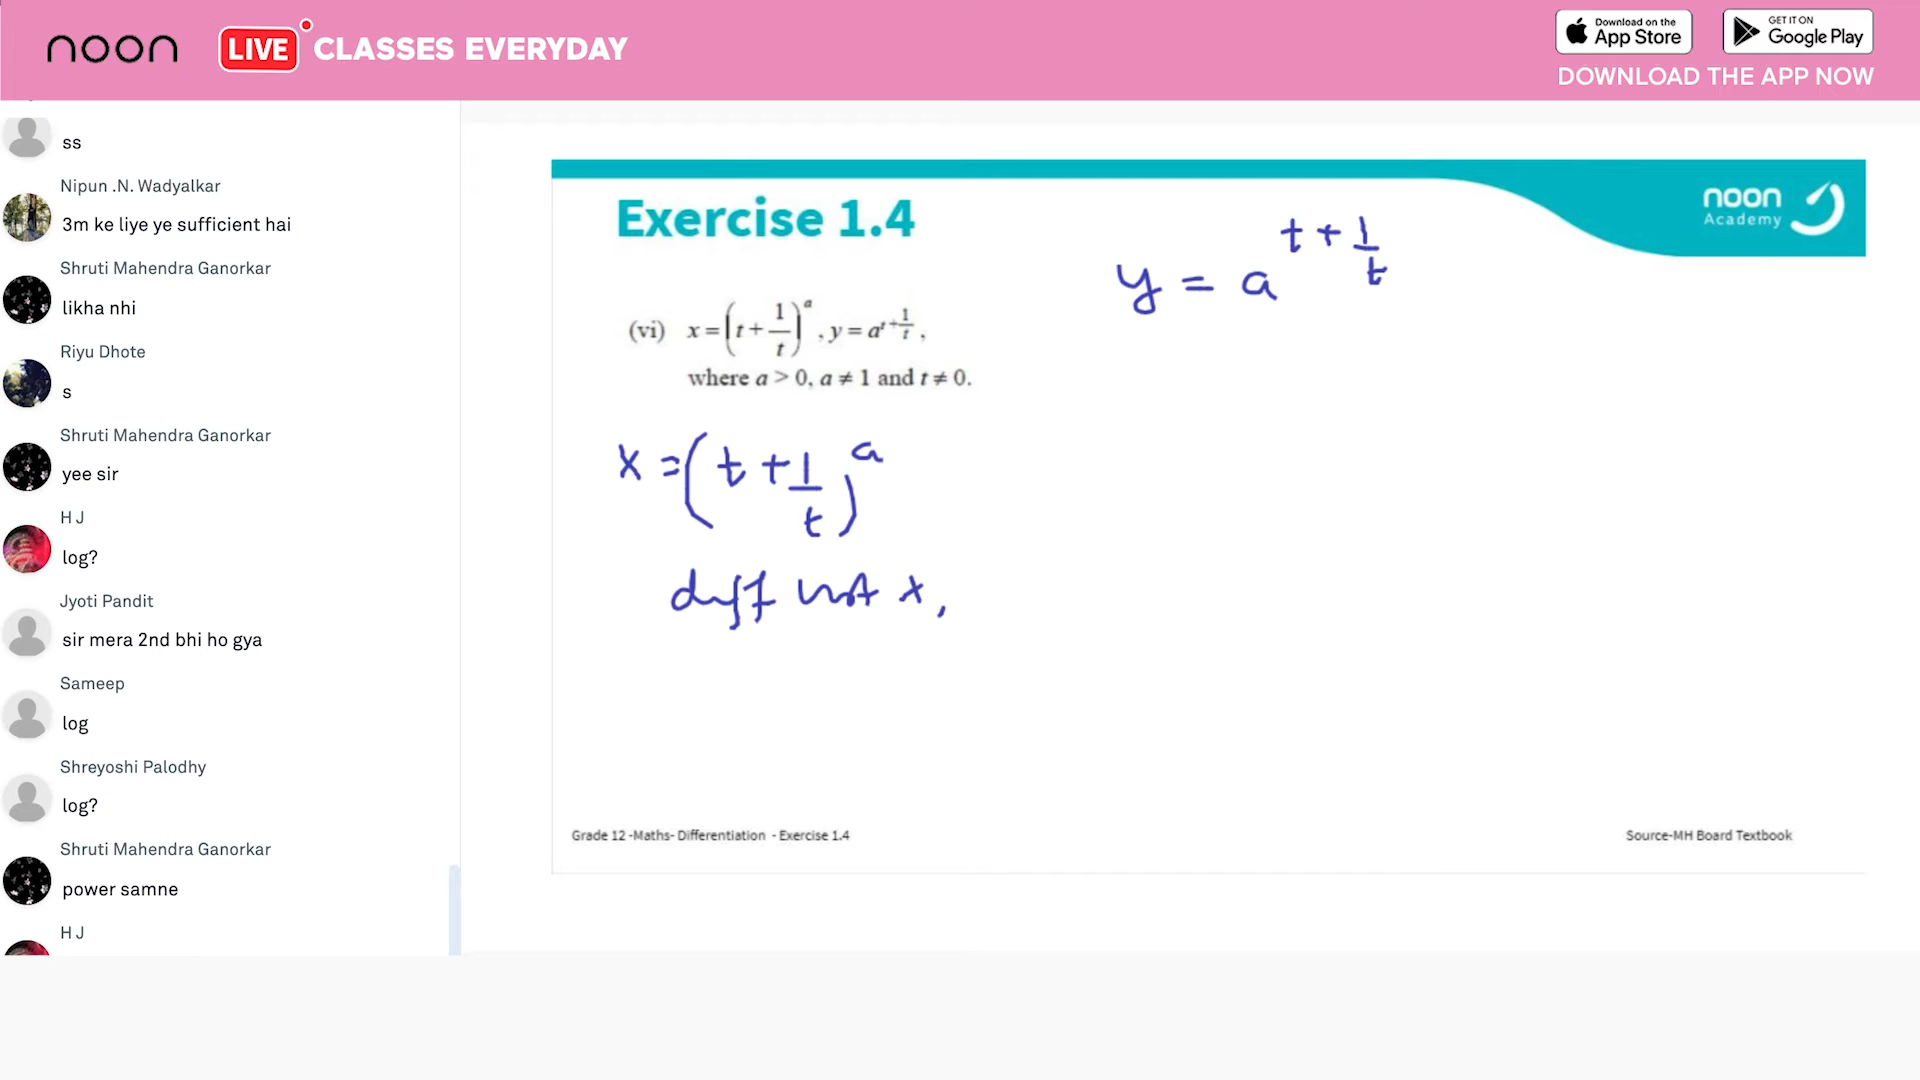 noon LIVE CLASSES EVERYDAY
Download on the App Store
GET IT ON Google Play
DOWNLOAD THE APP NOW
ss
Nipun .N. Wadyalkar
3m ke liye ye sufficient hai
Shruti Mahendra Ganorkar
likha nhi
Riyu Dhote
s
Shruti Mahendra Ganorkar
yee sir
H J
log?
Jyoti Pandit
sir mera 2nd bhi ho gya
Sameep
log
Shreyoshi Palodhy
log?
Shruti Mahendra Ganorkar
power samne
H J
Exercise 1.4
noon Academy
y = a^(t + 1/t)
(vi) x = (t + 1/t)^a , y = a^(t + 1/t) ,
where a > 0, a ≠ 1 and t ≠ 0.
x = (t + 1/t)^a
diff wrt x,
Grade 12 -Maths- Differentiation - Exercise 1.4
Source-MH Board Textbook